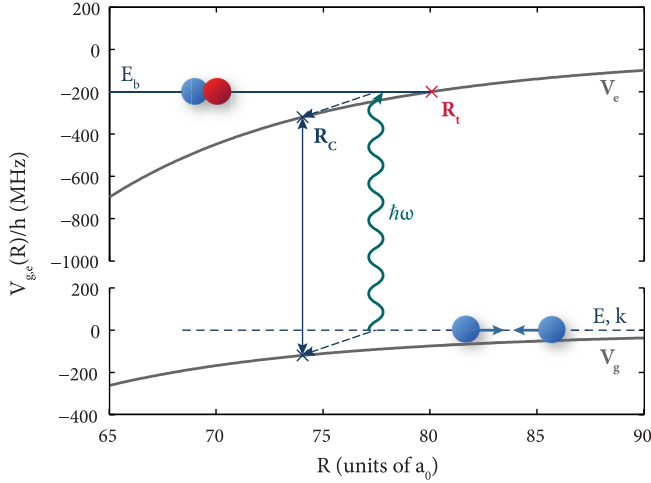 200
0
−200
−400
−600
−800
−1000
200
0
−200
−400
V_{g,e}(R)/h (MHz)
E_b
V_e
R_t
R_C
ħω
E, k
V_g
65
70
75
80
85
90
R (units of a_0)